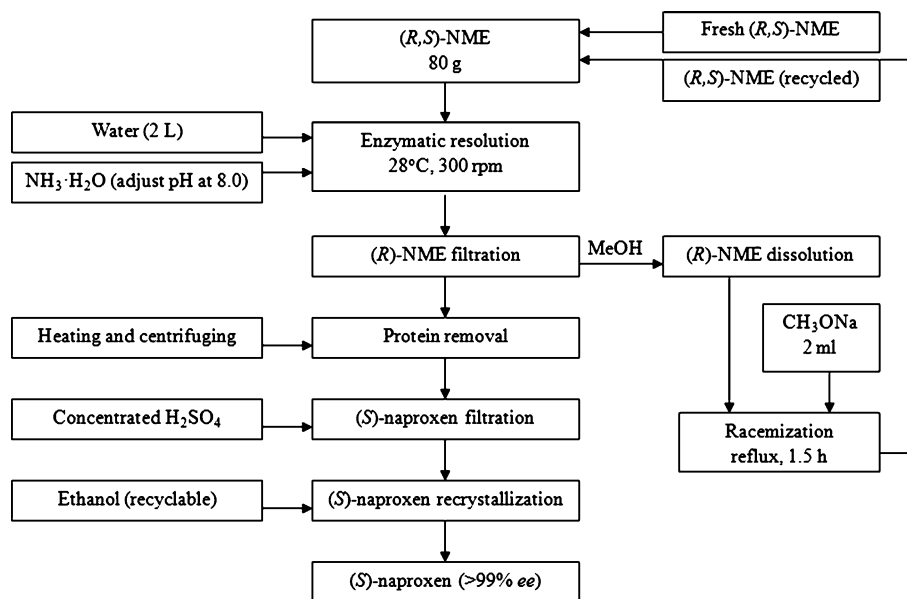 (R,S)-NME
80 g
Fresh (R,S)-NME
(R,S)-NME (recycled)
Water (2 L)
NH₃·H₂O (adjust pH at 8.0)
Enzymatic resolution
28°C, 300 rpm
(R)-NME filtration
MeOH
(R)-NME dissolution
Heating and centrifuging
Protein removal
CH₃ONa
2 ml
Concentrated H₂SO₄
(S)-naproxen filtration
Racemization
reflux, 1.5 h
Ethanol (recyclable)
(S)-naproxen recrystallization
(S)-naproxen (>99% ee)